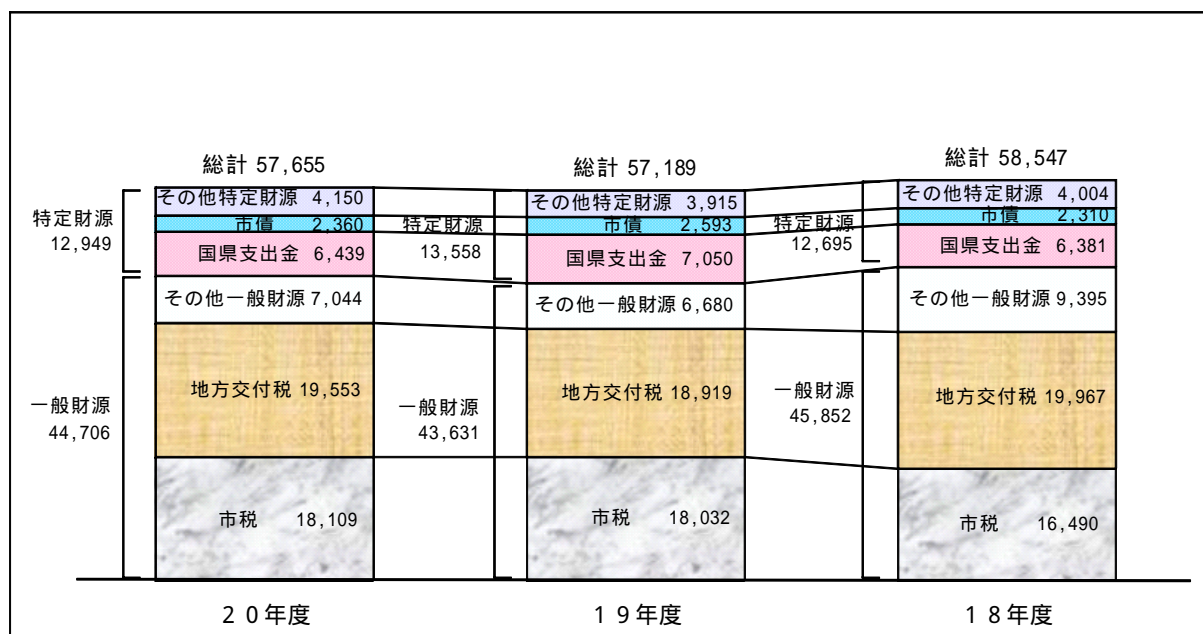 総計 57,655
その他特定財源 4,150
市債 2,360
国県支出金 6,439
その他一般財源 7,044
地方交付税 19,553
市税 18,109
特定財源
12,949
一般財源
44,706
20年度
総計 57,189
その他特定財源 3,915
市債 2,593
国県支出金 7,050
その他一般財源 6,680
地方交付税 18,919
市税 18,032
特定財源
13,558
一般財源
43,631
19年度
総計 58,547
その他特定財源 4,004
市債 2,310
国県支出金 6,381
その他一般財源 9,395
地方交付税 19,967
市税 16,490
特定財源
12,695
一般財源
45,852
18年度